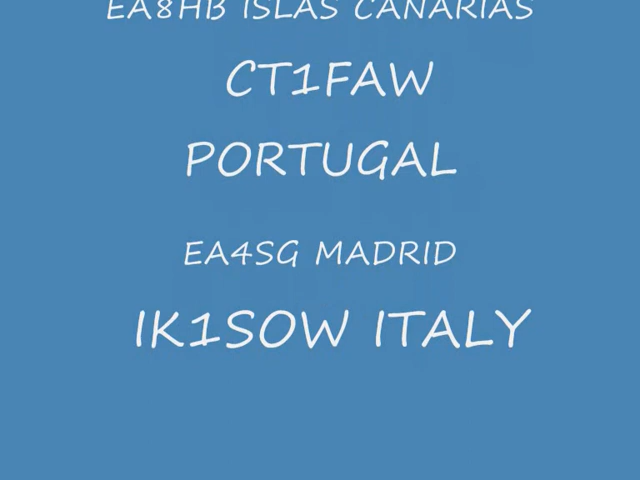 EA8HB ISLAS CANARIAS
CT1FAW
PORTUGAL
EA4SG MADRID
IK1SOW ITALY